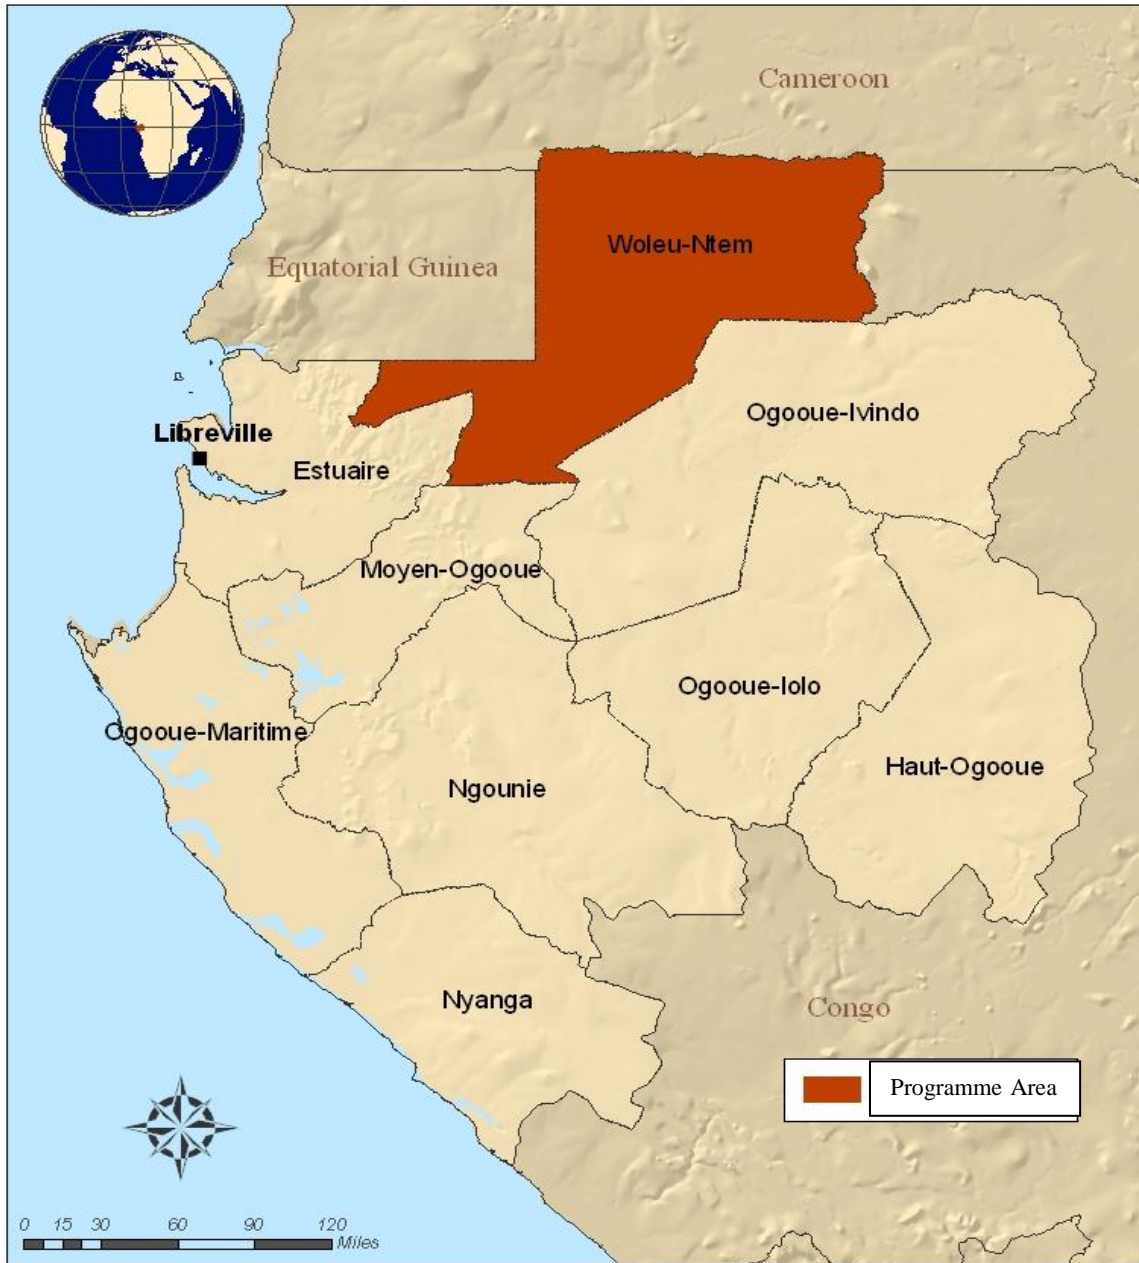 Cameroon
Woleu-Ntem
Equatorial Guinea
Ogooue-Ivindo
Libreville
Estuaire
Moyen-Ogooue
Ogooue-lolo
Ogooue-Maritime
Haut-Ogooue
Ngounie
Nyanga
Congo
Programme Area
0 15 30 60 90 120
Miles